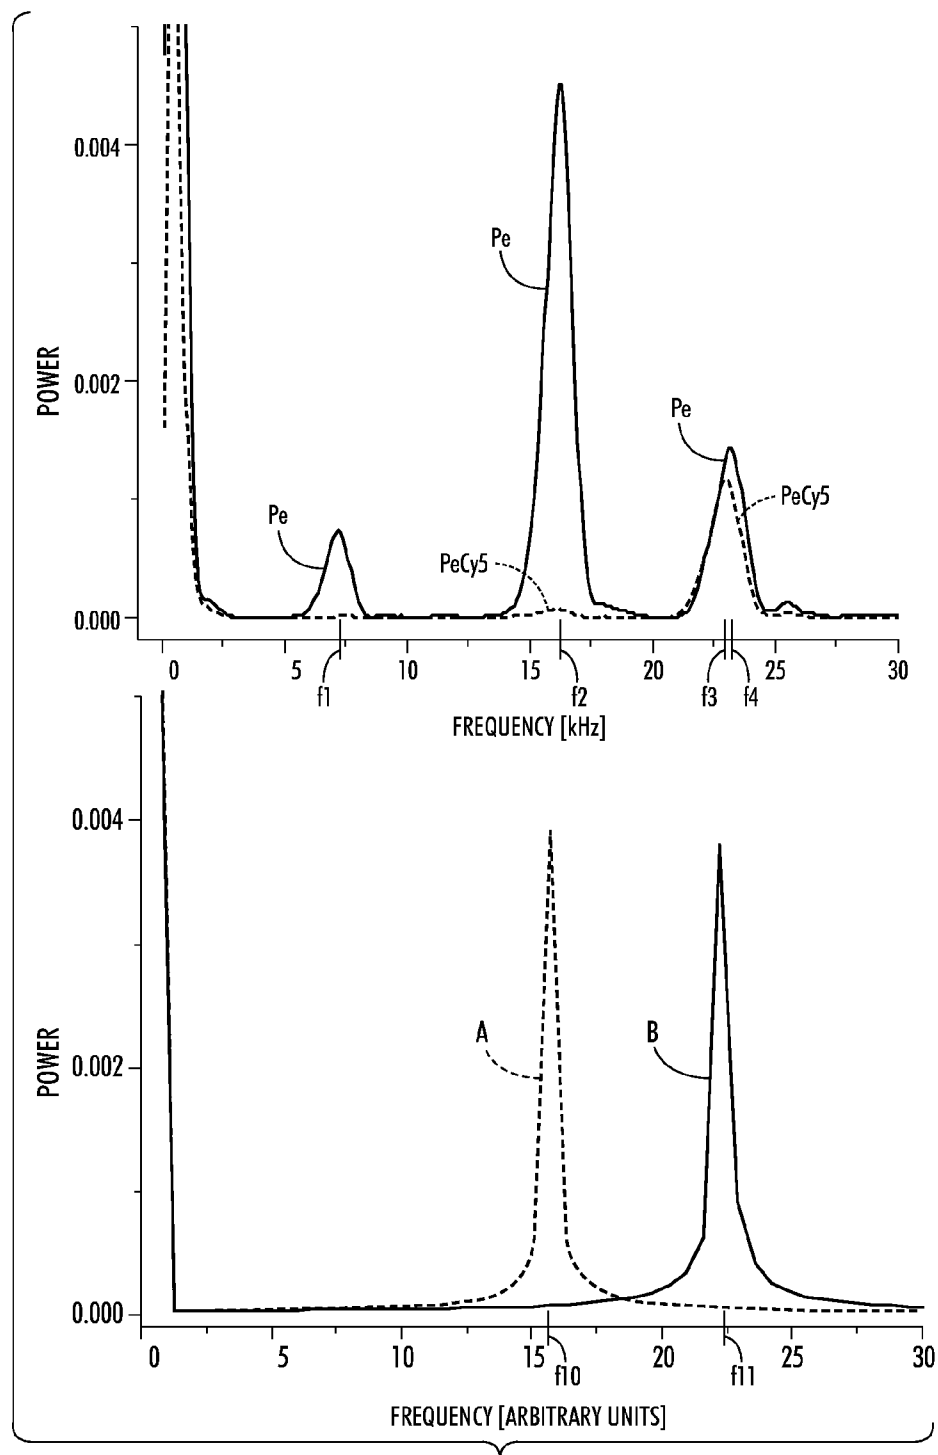 0.004
Pe
POWER
0.002
Pe
Pe
PeCy5
PeCy5
0.000
0 5 10 15 20 25 30
f1 f2 f3 f4
FREQUENCY [kHz]
0.004
A B
POWER
0.002
0.000
0 5 10 15 20 25 30
f10 f11
FREQUENCY [ARBITRARY UNITS]